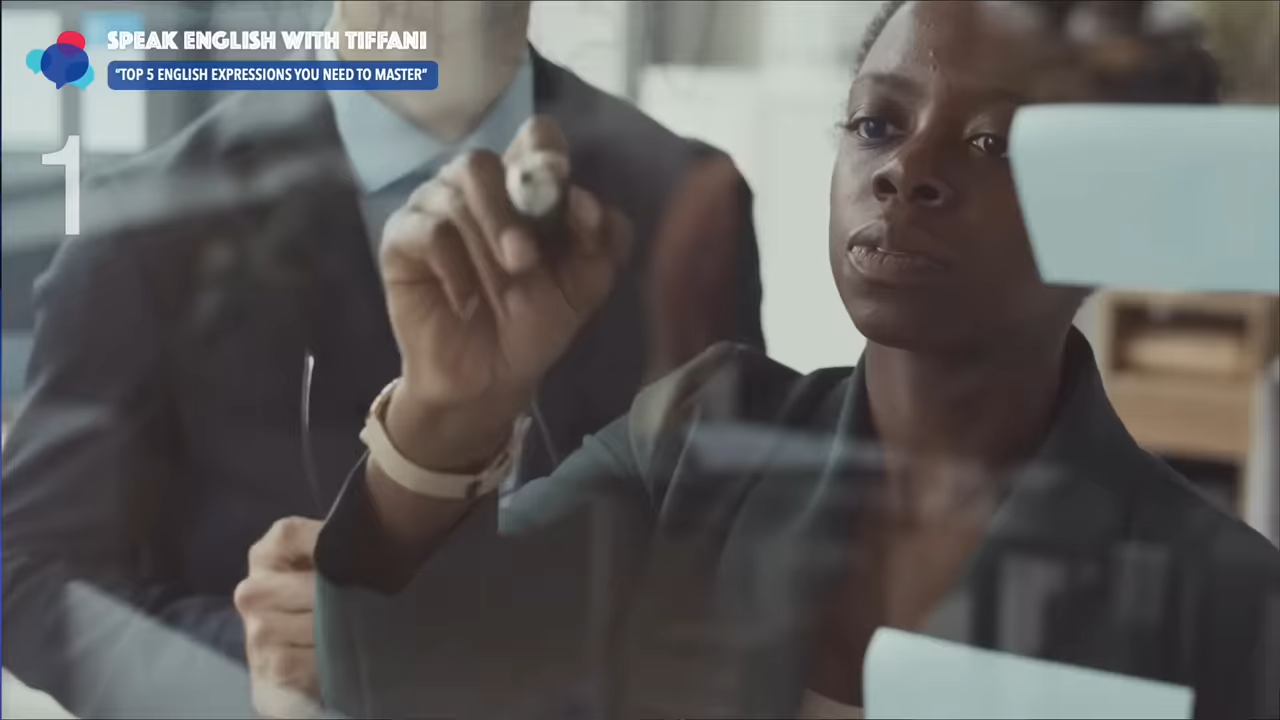 SPEAK ENGLISH WITH TIFFANI
“TOP 5 ENGLISH EXPRESSIONS YOU NEED TO MASTER”
1